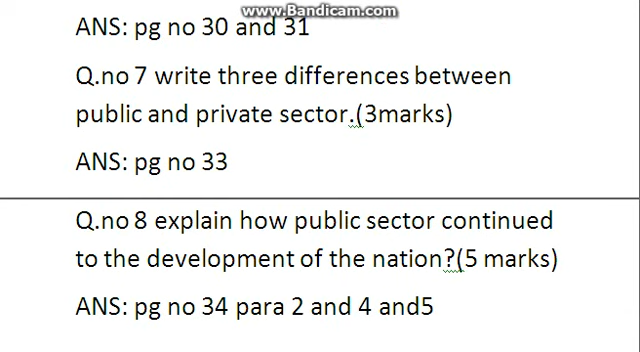 www.Bandicam.com
ANS: pg no 30 and 31
Q.no 7 write three differences between
public and private sector.(3marks)
ANS: pg no 33
Q.no 8 explain how public sector continued
to the development of the nation?(5 marks)
ANS: pg no 34 para 2 and 4 and5